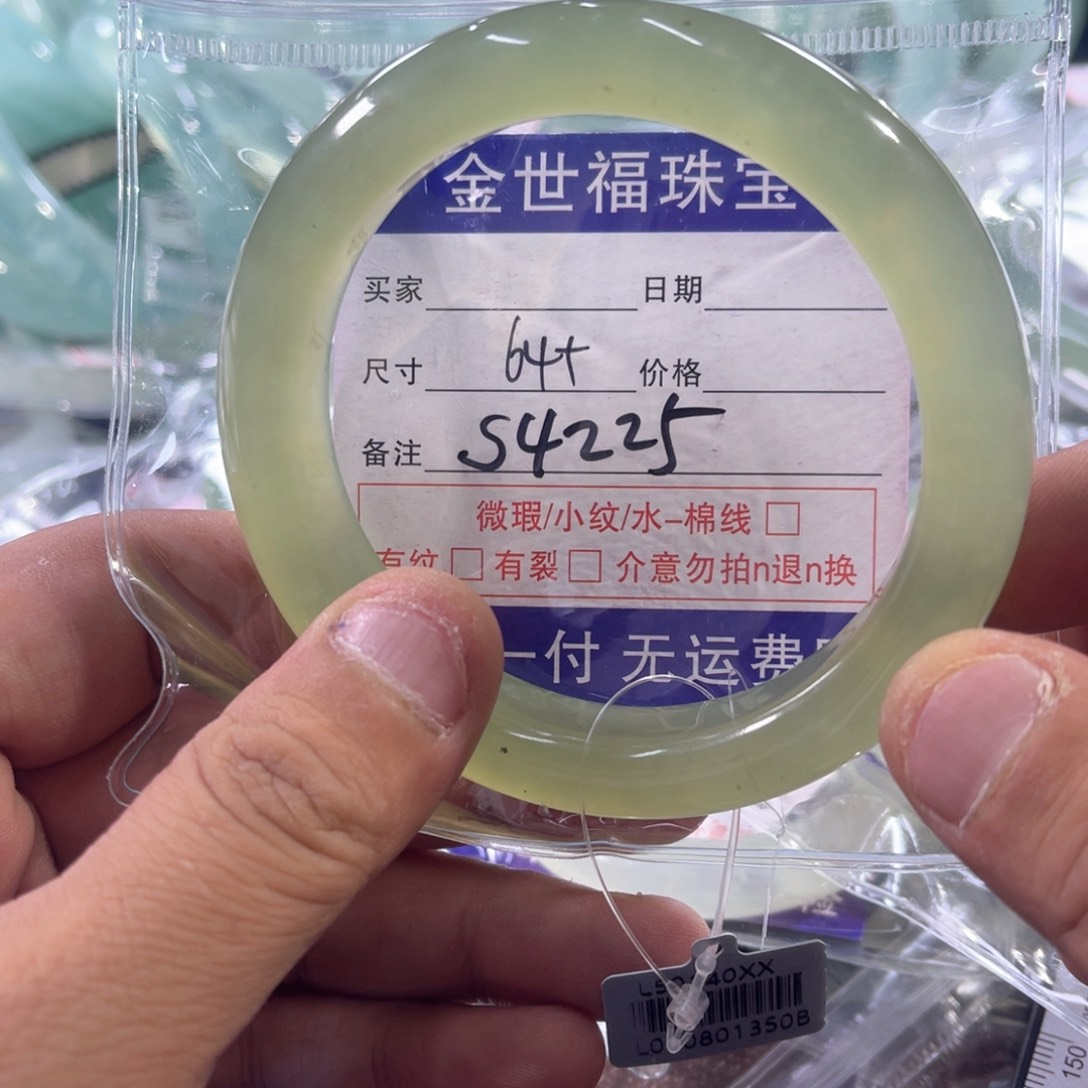 金世福珠宝
买家 日期
尺寸 64+ 价格
备注 S4225
微瑕/小纹/水-棉线 □
有纹 □ 有裂 □ 介意勿拍n退n换
一付 无运费
150